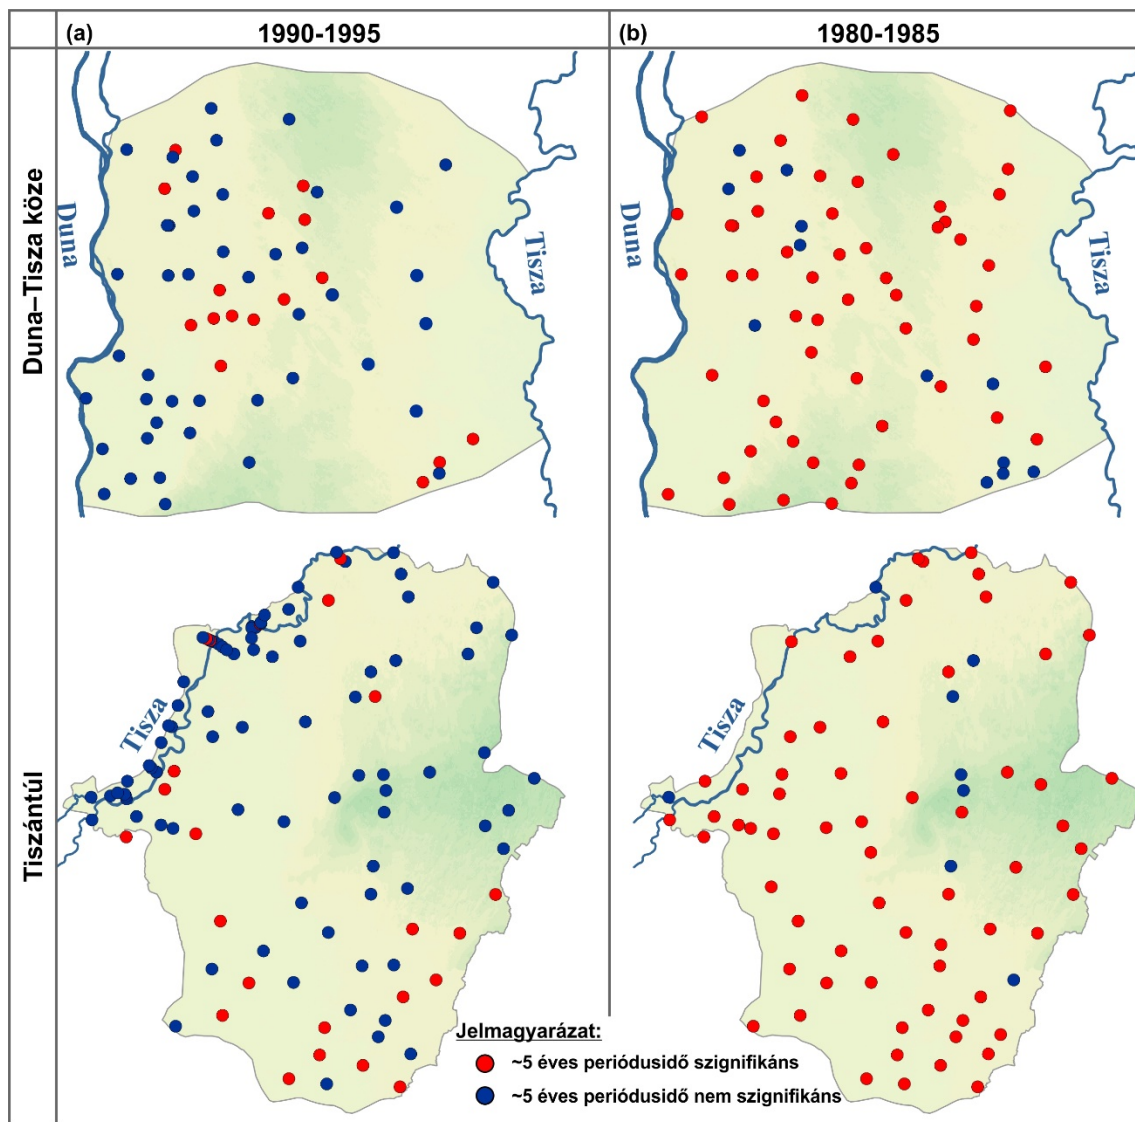 (a)
1990-1995
(b)
1980-1985
Duna–Tisza köze
Duna
Tisza
Duna
Tisza
Tiszántúl
Tisza
Tisza
Jelmagyarázat:
~5 éves periódusidő szignifikáns
~5 éves periódusidő nem szignifikáns